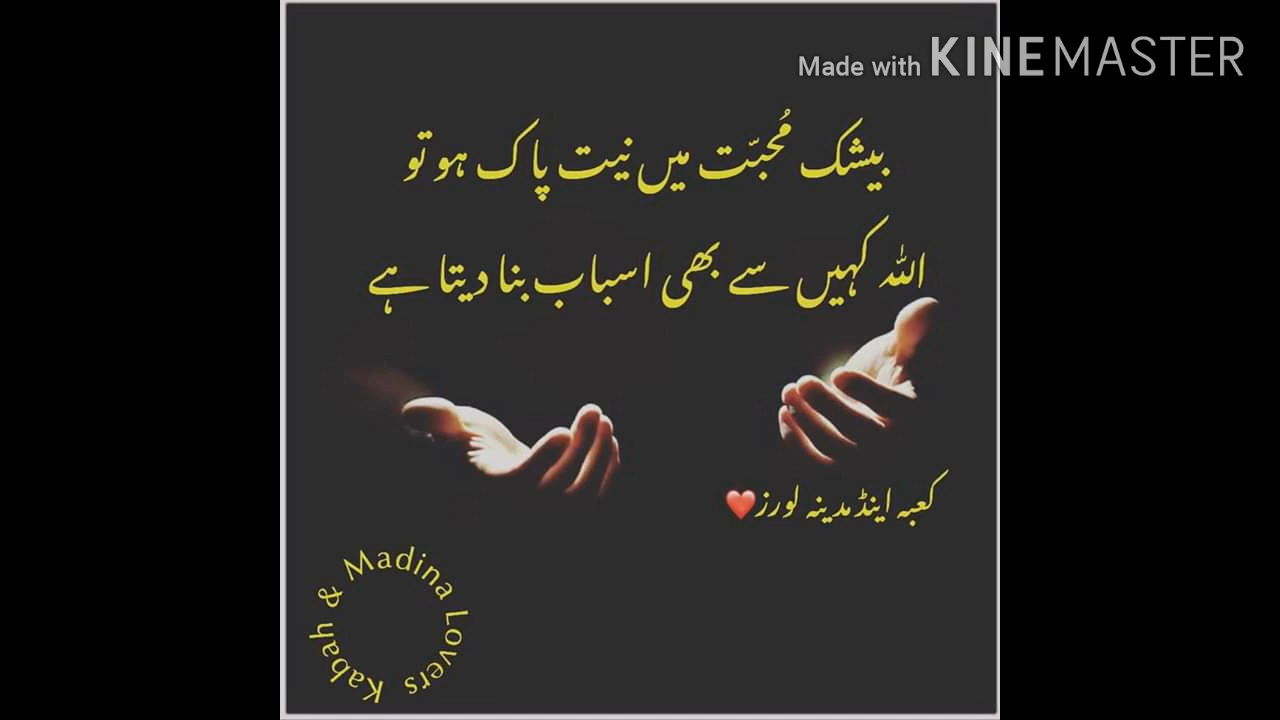 Made with KINEMASTER
بیشک مُحبّت میں نیت پاک ہو تو
اللہ کہیں سے بھی اسباب بنا دیتا ہے
کعبہ اینڈ مدینہ لورز❤️
Kabah & Madina Lovers